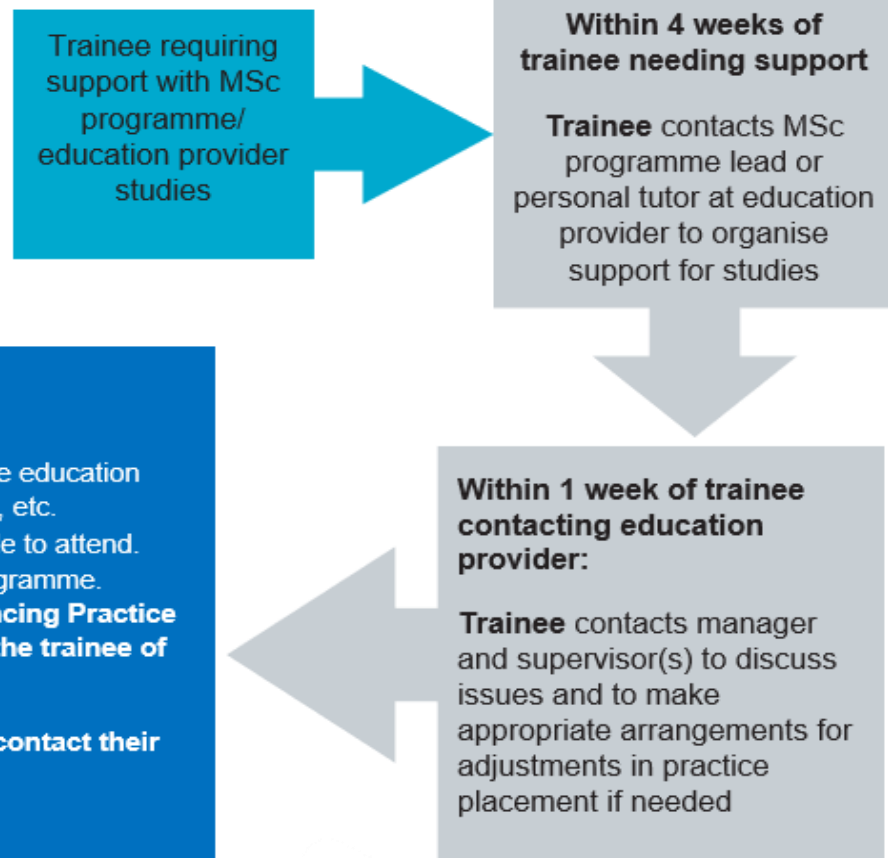 Trainee requiring
support with MSc
programme/
education provider
studies
Within 4 weeks of
trainee needing support
Trainee contacts MSc
programme lead or
personal tutor at education
provider to organise
support for studies
Within 1 week of trainee
contacting education
provider:
Trainee contacts manager
and supervisor(s) to discuss
issues and to make
appropriate arrangements for
adjustments in practice
placement if needed
education
, etc.
to attend.
Practice
the trainee of
contact their